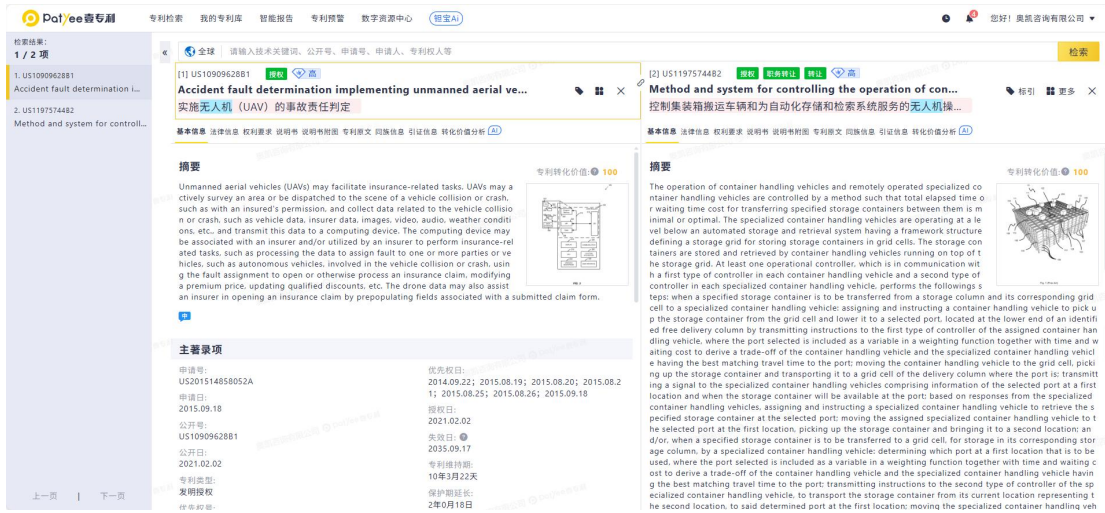 Patyee壹专利
专利检索 我的专利库 智能报告 专利预警 数字资源中心 钽宝Ai
4
您好! 奥凯咨询有限公司
检索结果:
1 / 2 项
1. US10909628B1
Accident fault determination i...
2. US11975744B2
Method and system for controll...
上一页 | 下一页
«
全球 请输入技术关键词、公开号、申请号、申请人、专利权人等
检索
[1] US10909628B1 授权 高
Accident fault determination implementing unmanned aerial ve...
实施无人机（UAV）的事故责任判定
基本信息 法律信息 权利要求 说明书 说明书附图 专利原文 同族信息 引证信息 转化价值分析 AI
摘要
专利转化价值: 100
Unmanned aerial vehicles (UAVs) may facilitate insurance-related tasks. UAVs may a
ctively survey an area or be dispatched to the scene of a vehicle collision or crash,
such as with an insured's permission, and collect data related to the vehicle collisio
n or crash, such as vehicle data, insurer data, images, video, audio, weather conditi
ons, etc., and transmit this data to a computing device. The computing device may
be associated with an insurer and/or utilized by an insurer to perform insurance-rel
ated tasks, such as processing the data to assign fault to one or more parties or ve
hicles, such as autonomous vehicles, involved in the vehicle collision or crash, usin
g the fault assignment to open or otherwise process an insurance claim, modifying
a premium price, updating qualified discounts, etc. The drone data may also assist
an insurer in opening an insurance claim by prepopulating fields associated with a submitted claim form.
中
主著录项
申请号:
US201514858052A
申请日:
2015.09.18
公开号:
US10909628B1
公开日:
2021.02.02
专利类型:
发明授权
优先权号:
优先权日:
2014.09.22; 2015.08.19; 2015.08.20; 2015.08.2
1; 2015.08.25; 2015.08.26; 2015.09.18
授权日:
2021.02.02
失效日:
2035.09.17
专利维持期:
10年3月22天
保护期延长:
2年0月18日
[2] US11975744B2 授权 职务转让 转让 高
Method and system for controlling the operation of con...
控制集装箱搬运车辆和为自动化存储和检索系统服务的无人机操...
标引 更多
基本信息 法律信息 权利要求 说明书 说明书附图 专利原文 同族信息 引证信息 转化价值分析 AI
摘要
专利转化价值: 100
The operation of container handling vehicles and remotely operated specialized co
ntainer handling vehicles are controlled by a method such that total elapsed time o
r waiting cost for transferring specified storage containers between them is m
inimal or optimal. The specialized container handling vehicles are operating at a le
vel below an automated storage and retrieval system having a framework structure
defining a storage grid for storing storage containers in grid cells. The storage con
tainers are stored and retrieved by container handling vehicles running on top of t
he storage grid. At least one operational controller, which is in communication wit
h a first type of controller in each container handling vehicle and a second type of
controller in each specialized container handling vehicle, performs the followings s
teps: when a specified storage container is to be transferred from a storage column and its corresponding grid
cell to a specialized container handling vehicle: assigning and instructing a container handling vehicle to pick u
p the storage container from the grid cell and lower it to a selected port, located at the lower end of an identifi
ed free delivery column by transmitting instructions to the first type of controller of the assigned container han
dling vehicle, where the port selected is included as a variable in a weighting function together with time and w
aiting cost to derive a trade-off of the container handling vehicle and the specialized container handling vehicl
e having the best matching travel time to the port; moving the container handling vehicle to the grid cell, picki
ng up the storage container and transporting it to a grid cell of the delivery column where the port is; transmitt
ing a signal to the specialized container handling vehicles comprising information of the selected port at a first
location and when the storage container will be available at the port; based on responses from the specialized
container handling vehicles, assigning and instructing a specialized container handling vehicle to retrieve the s
pecified storage container at the selected port; moving the assigned specialized container handling vehicle to t
he selected port at the first location, picking up the storage container and bringing it to a second location; an
d/or, when a specified storage container is to be transferred to a grid cell, for storage in its corresponding stor
age column, by a specialized container handling vehicle: determining which port at a first location that is to be
used, where the port selected is included as a variable in a weighting function together with time and waiting c
ost to derive a trade-off of the container handling vehicle and the specialized container handling vehicle havin
g the best matching travel time to the port; transmitting instructions to the second type of controller of the sp
ecialized container handling vehicle, to transport the storage container from its current location representing t
he second location, to said determined port at the first location; moving the specialized container handling veh